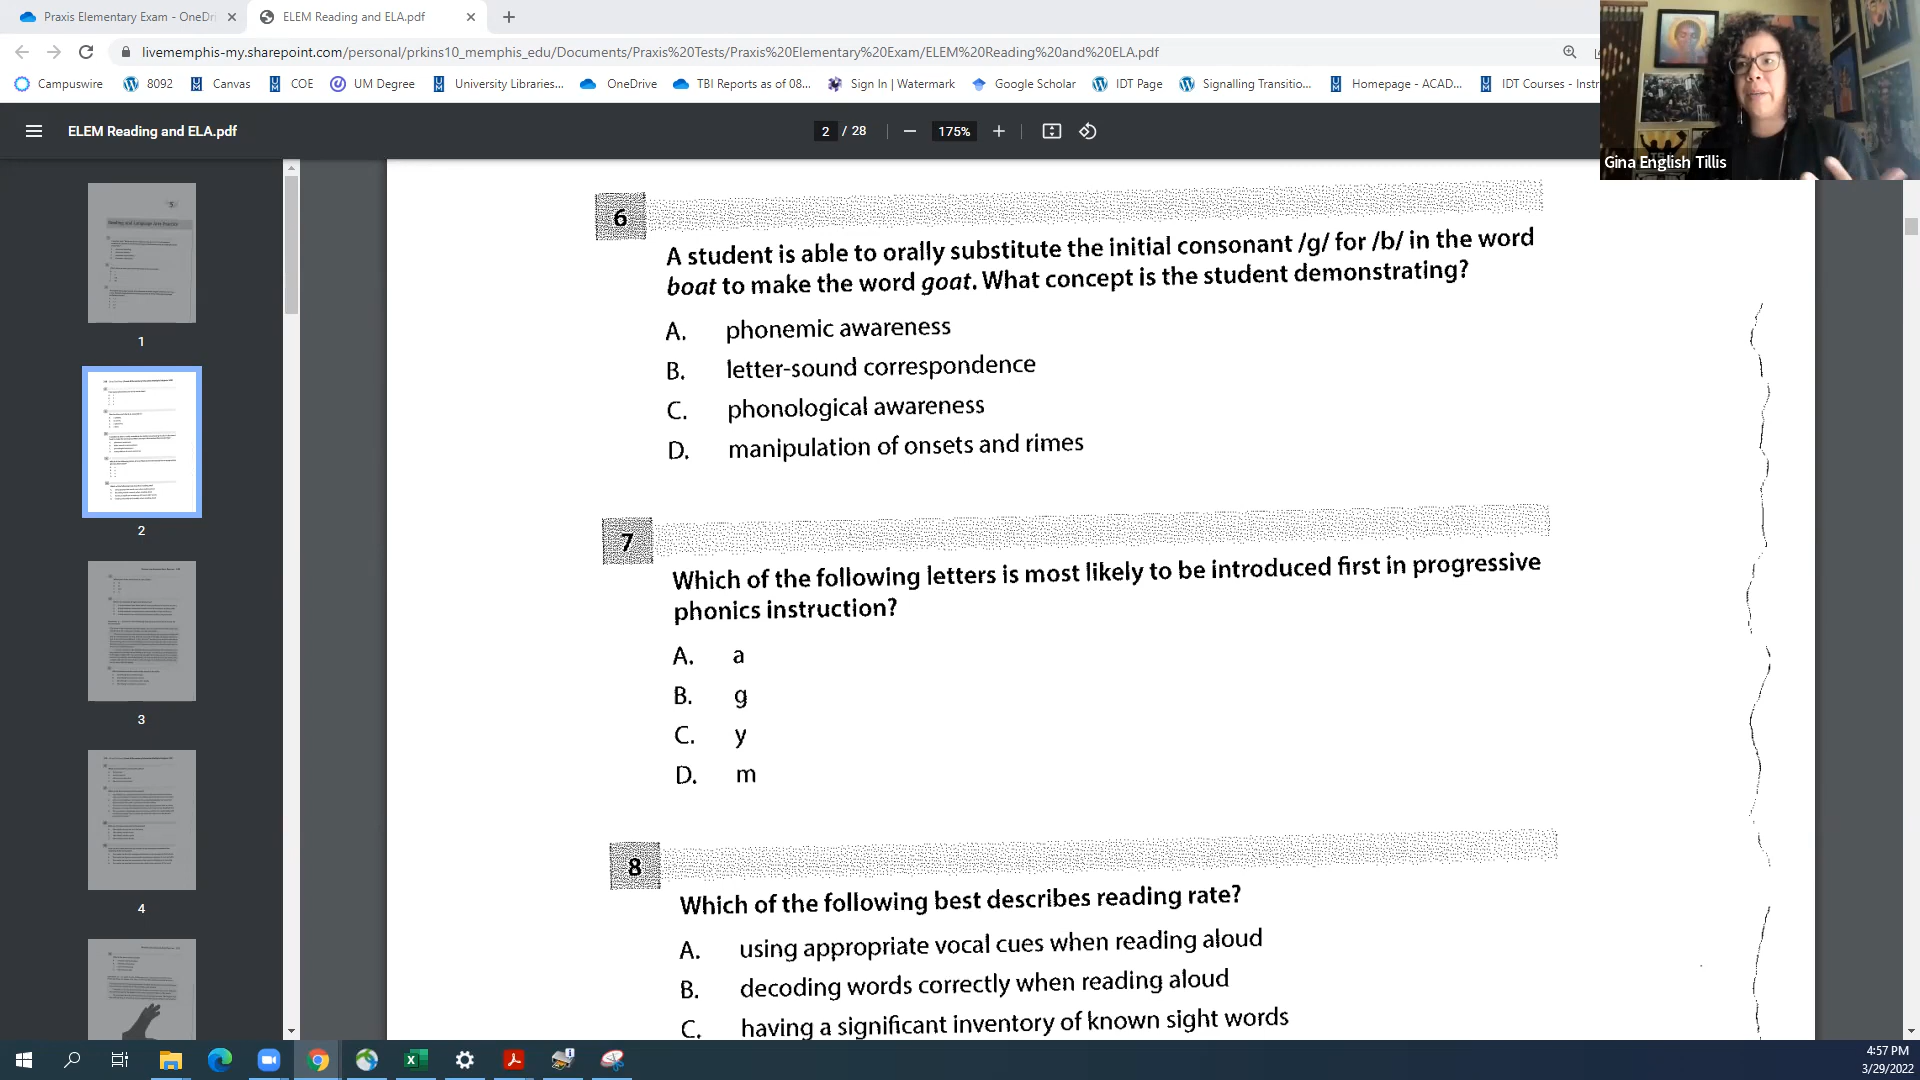 Praxis Elementary Exam - OneDri
ELEM Reading and ELA.pdf
livememphis-my.sharepoint.com/personal/prkins10_memphis_edu/Documents/Praxis%20Tests/Praxis%20Elementary%20Exam/ELEM%20Reading%20and%20ELA.pdf
Campuswire 8092 Canvas COE UM Degree University Libraries... OneDrive TBI Reports as of 08... Sign In | Watermark Google Scholar IDT Page Signalling Transitio... Homepage - ACAD... IDT Courses - Instr
ELEM Reading and ELA.pdf
2 / 28
175%
Gina English Tillis
1
2
3
4
6
A student is able to orally substitute the initial consonant /g/ for /b/ in the word
boat to make the word goat. What concept is the student demonstrating?
A. phonemic awareness
B. letter-sound correspondence
C. phonological awareness
D. manipulation of onsets and rimes
7
Which of the following letters is most likely to be introduced first in progressive
phonics instruction?
A. a
B. g
C. y
D. m
8
Which of the following best describes reading rate?
A. using appropriate vocal cues when reading aloud
B. decoding words correctly when reading aloud
C. having a significant inventory of known sight words
4:57 PM
3/29/2022